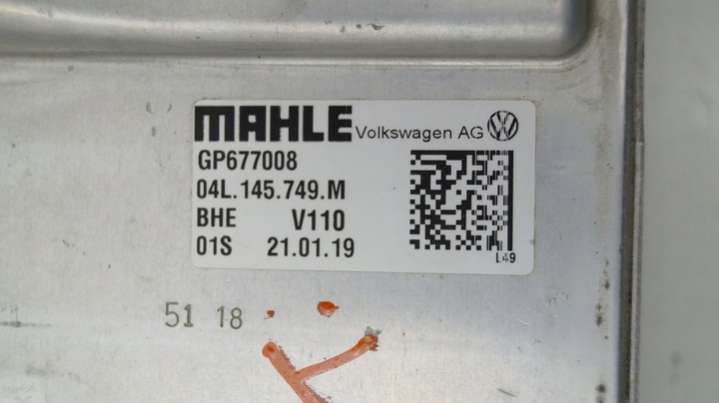 MAHLE Volkswagen AG
GP677008
04L.145.749.M
BHE V110
01S 21.01.19
L49
51 18